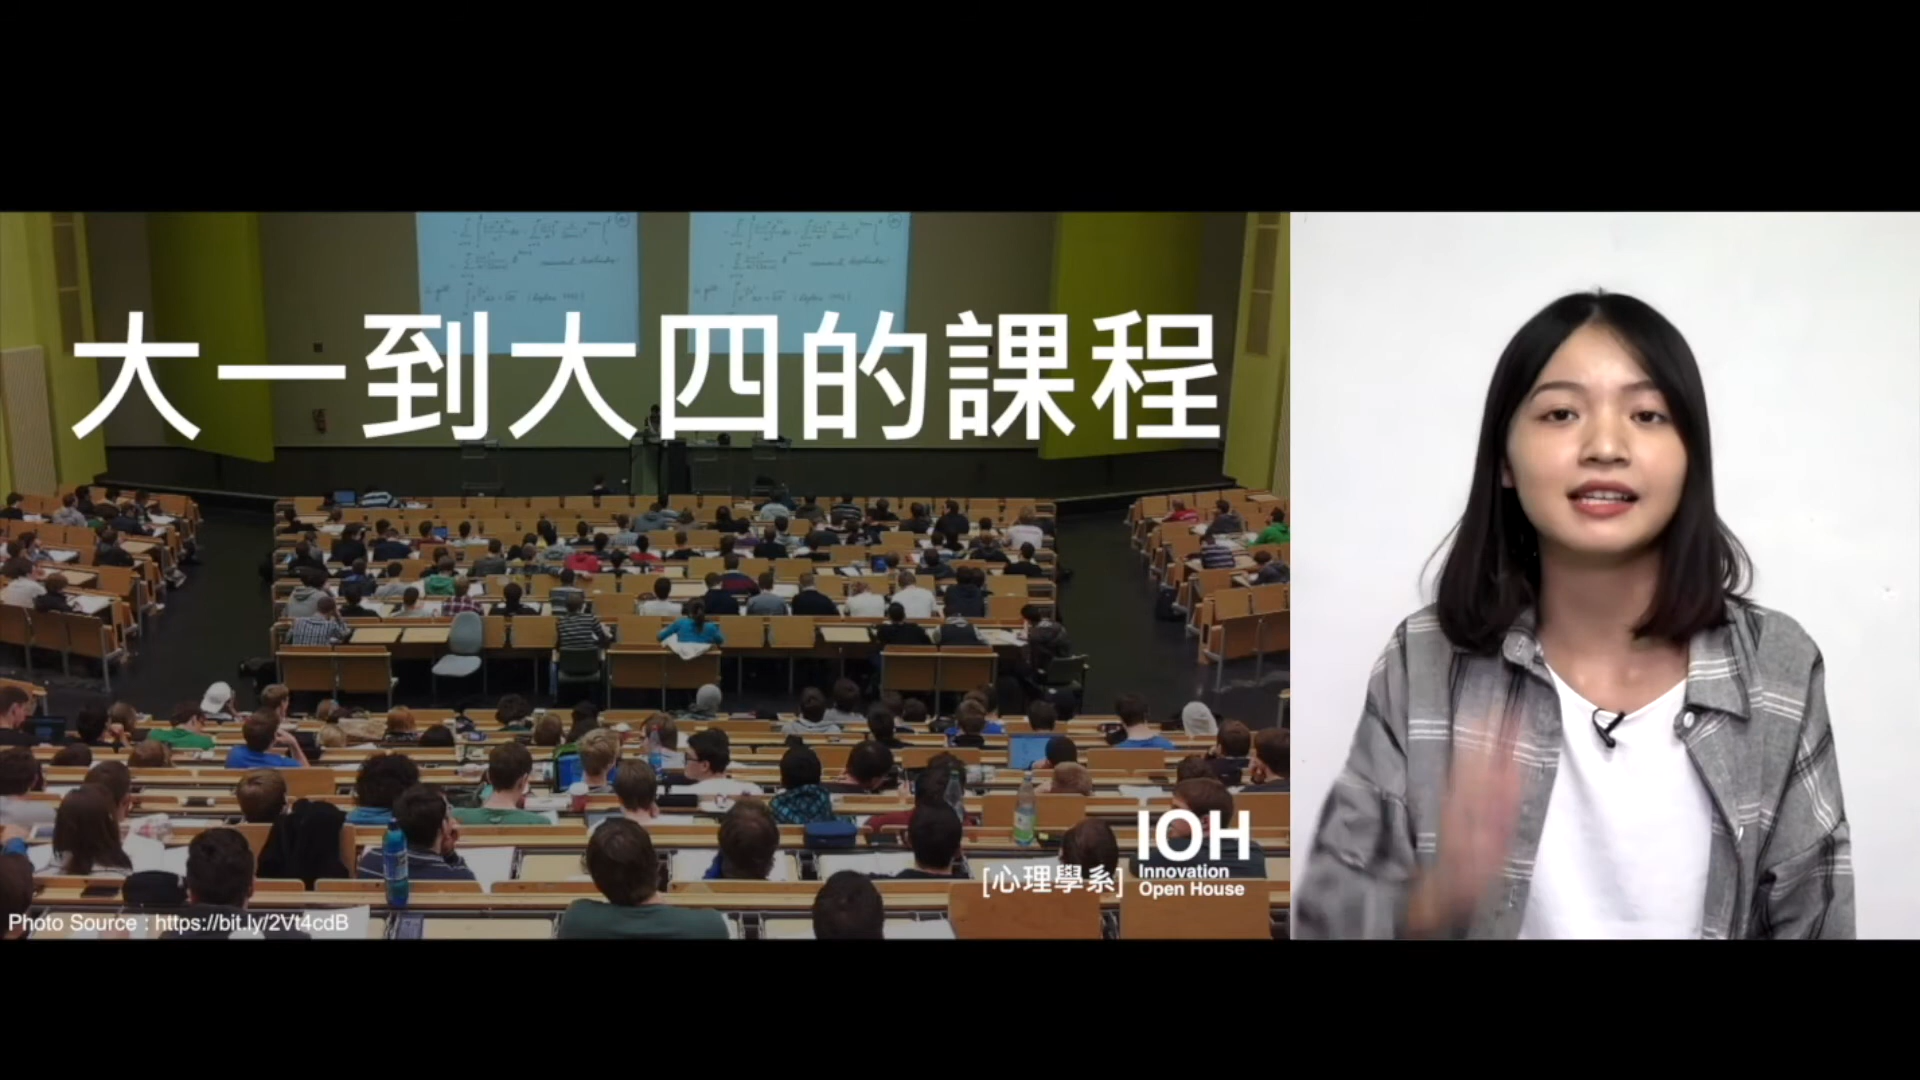 大一到大四的課程
[心理學系]
IOH
Innovation
Open House
Photo Source : https://bit.ly/2Vt4cdB